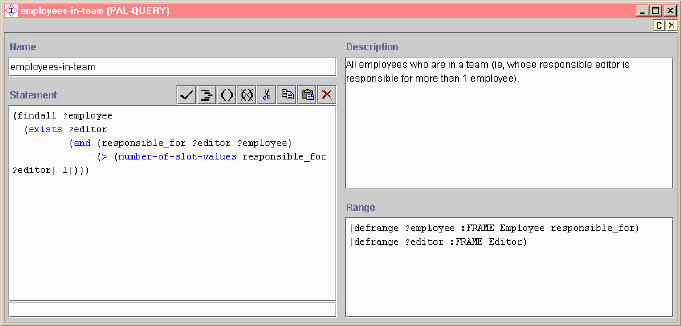 employees-in-team (PAL-QUERY)
C X
Name
employees-in-team
Statement
(findall ?employee
(exists ?editor
(and (responsible_for ?editor ?employee)
(> (number-of-slot-values responsible_for
?editor| 1|)))
Description
All employees who are in a team (ie, whose responsible editor is
responsible for more than 1 employee).
Range
|defrange ?employee :FRAME Employee responsible_for)
|defrange ?editor :FRAME Editor)